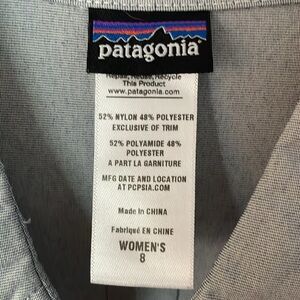 patagonia
Repair, Reuse, Recycle
This Product
www.patagonia.com
52% NYLON 48% POLYESTER
EXCLUSIVE OF TRIM
52% POLYAMIDE 48%
POLYESTER
A PART LA GARNITURE
MFG DATE AND LOCATION
AT PCPSIA.COM
Made in CHINA
Fabriqué EN CHINE
WOMEN'S
8